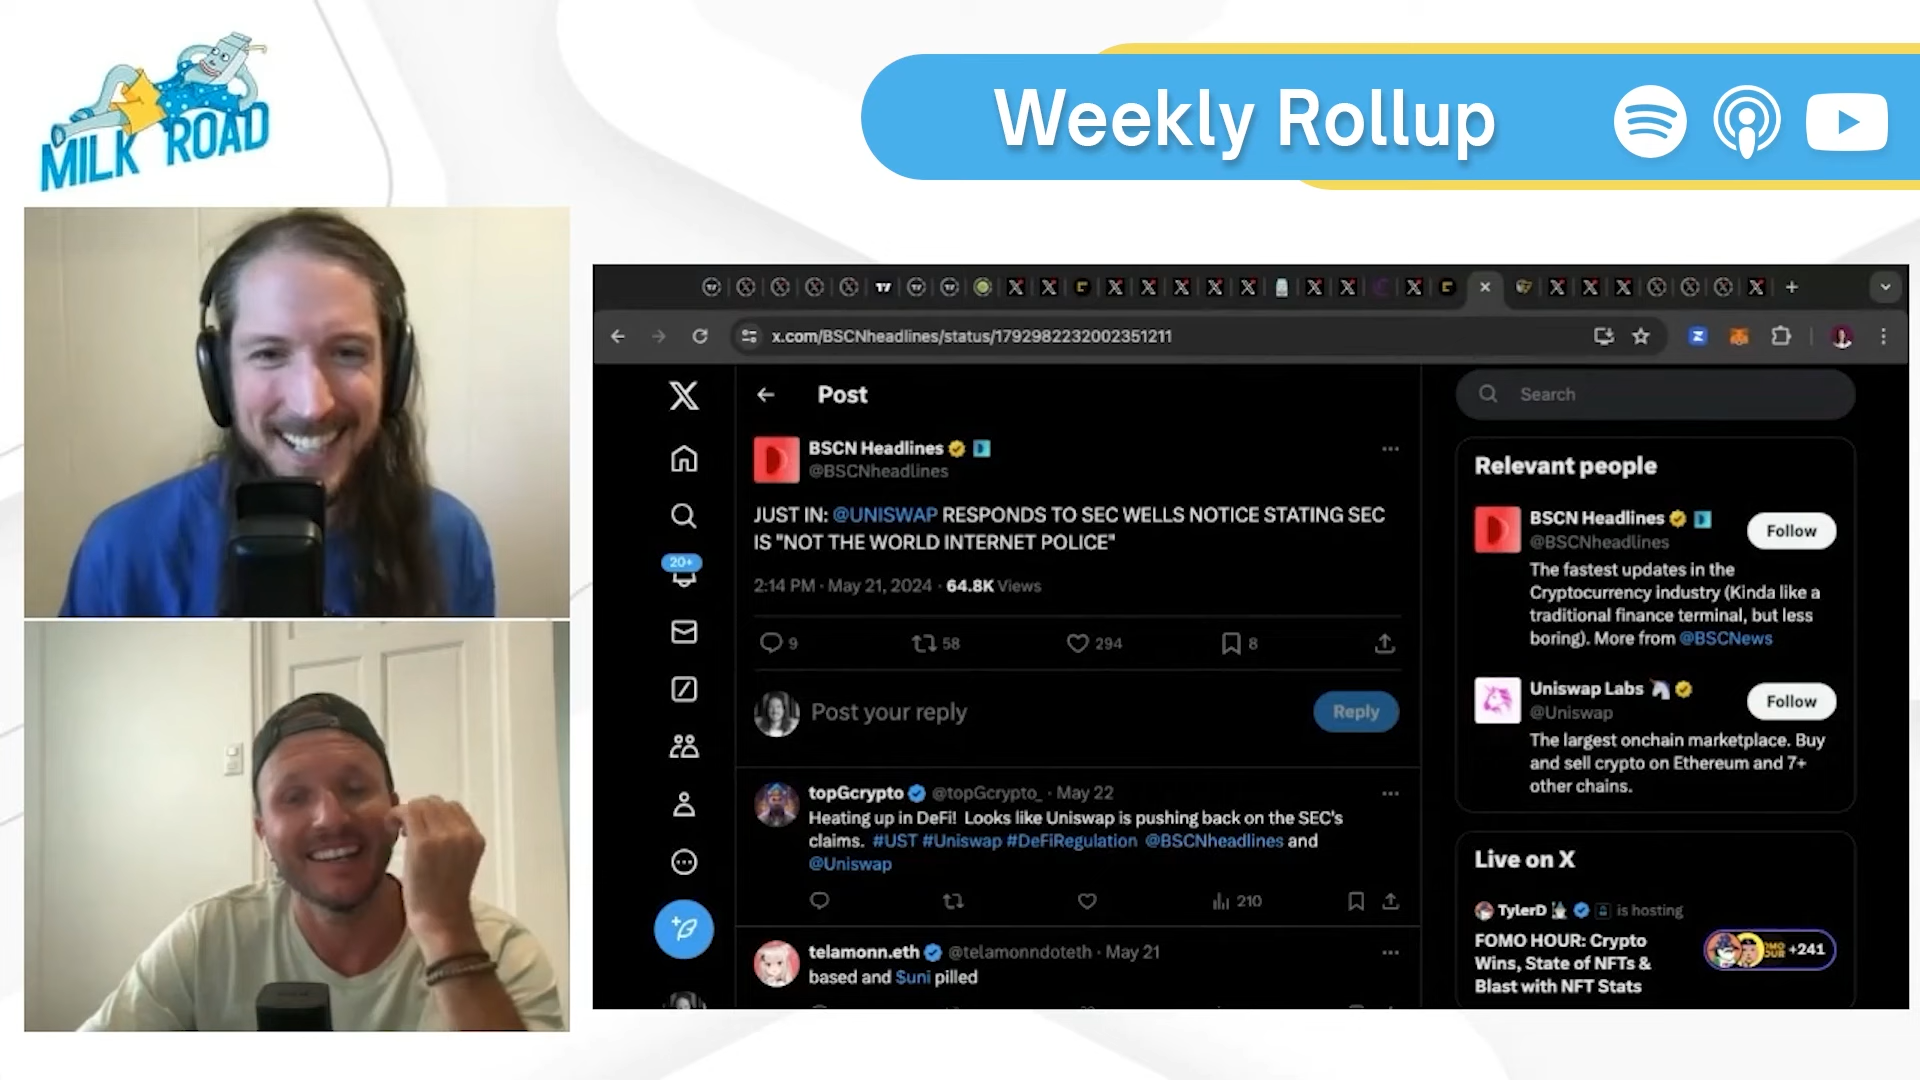 MILK ROAD
Weekly Rollup
x.com/BSCNheadlines/status/1792982232002351211
Post
BSCN Headlines
@BSCNheadlines
JUST IN: @UNISWAP RESPONDS TO SEC WELLS NOTICE STATING SEC
IS "NOT THE WORLD INTERNET POLICE"
2:14 PM · May 21, 2024 · 64.8K Views
9 58 294 8
Post your reply
Reply
topGcrypto @topGcrypto_ · May 22
Heating up in DeFi! Looks like Uniswap is pushing back on the SEC's
claims. #UST #Uniswap #DeFiRegulation @BSCNheadlines and
@Uniswap
210
telamonn.eth @telamonndoteth · May 21
based and $uni pilled
20+
Search
Relevant people
BSCN Headlines
@BSCNheadlines
Follow
The fastest updates in the
Cryptocurrency industry (Kinda like a
traditional finance terminal, but less
boring). More from @BSCNews
Uniswap Labs
@Uniswap
Follow
The largest onchain marketplace. Buy
and sell crypto on Ethereum and 7+
other chains.
Live on X
TylerD is hosting
FOMO HOUR: Crypto
Wins, State of NFTs &
Blast with NFT Stats
+241